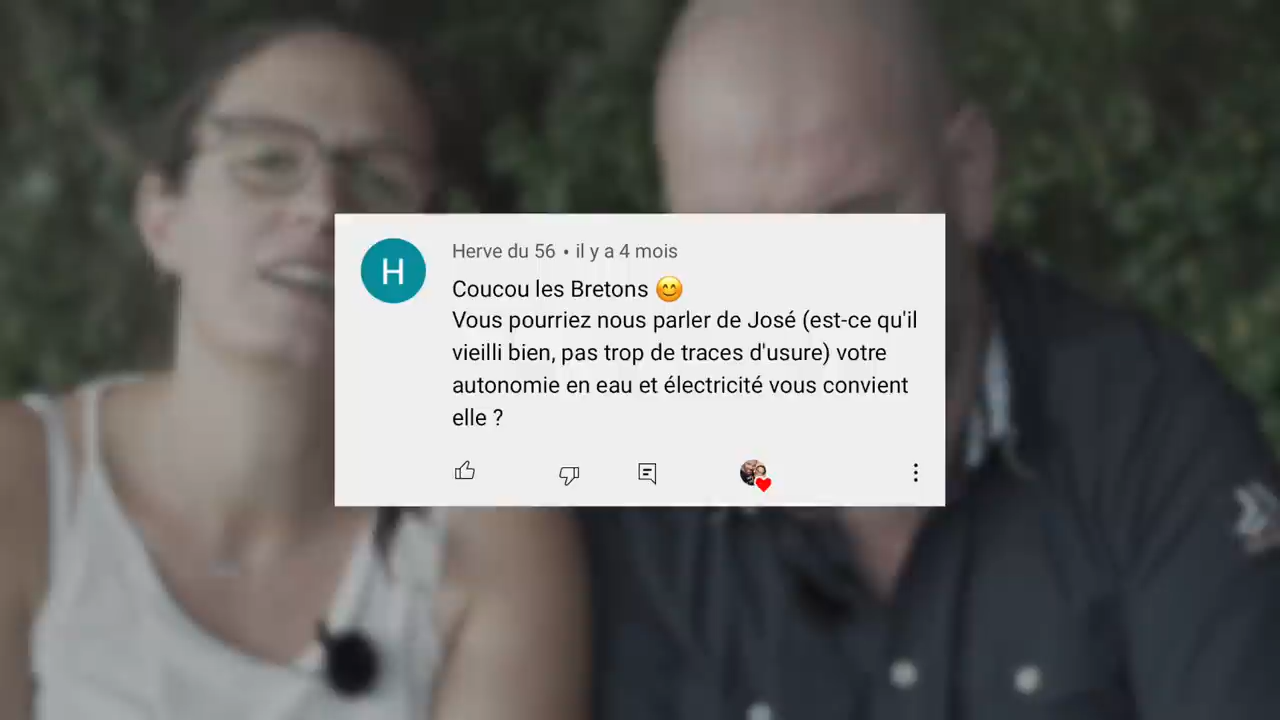 H
Herve du 56 • il y a 4 mois
Coucou les Bretons 😊
Vous pourriez nous parler de José (est-ce qu'il
vieilli bien, pas trop de traces d'usure) votre
autonomie en eau et électricité vous convient
elle ?